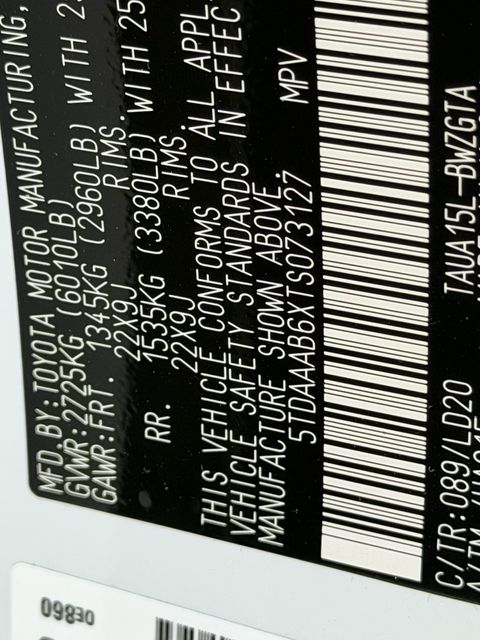 MFD.BY:TOYOTA MOTOR MANUFACTURING,
GVWR:2725KG (6010LB)
GAWR:FRT. 1345KG (2960LB) WITH
22X9J RIMS.
RR. 1535KG (3380LB) WITH 25
22X9J RIMS.
THIS VEHICLE CONFORMS TO ALL APPL
VEHICLE SAFETY STANDARDS IN EFFECT
MANUFACTURE SHOWN ABOVE.
5TDAAAB6XTS073127 MPV
C/TR:089/LD20 TAUA15L-BWZGTA
0E860